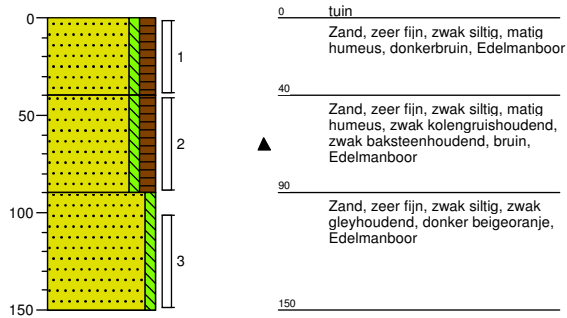 0
50
100
150
1
2
3
0 tuin
Zand, zeer fijn, zwak siltig, matig
humeus, donkerbruin, Edelmanboor
40
Zand, zeer fijn, zwak siltig, matig
humeus, zwak kolengruishoudend,
zwak baksteenhoudend, bruin,
Edelmanboor
90
Zand, zeer fijn, zwak siltig, zwak
gleyhoudend, donker beigeoranje,
Edelmanboor
150